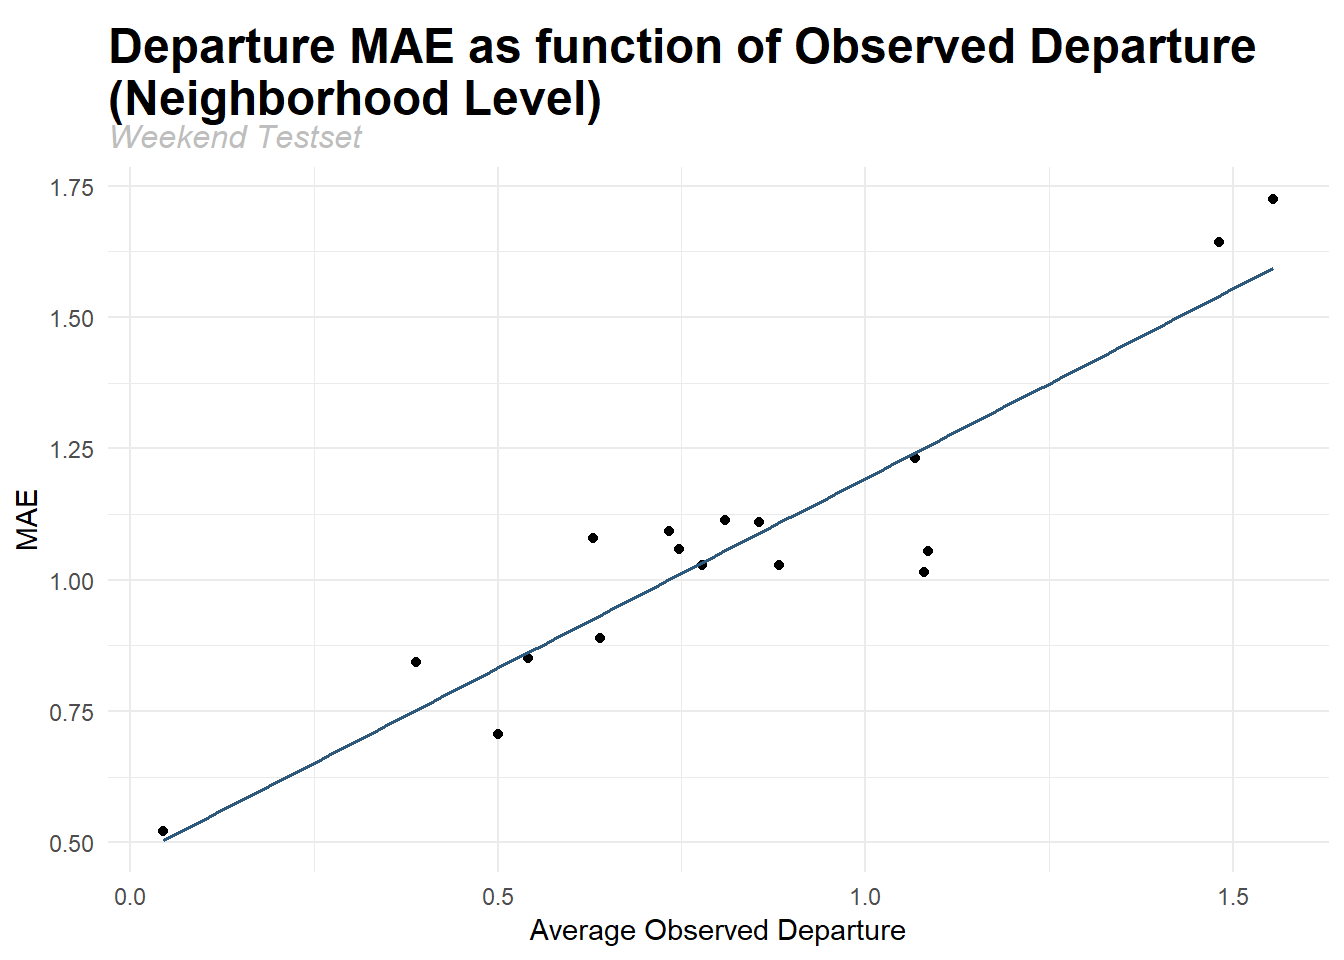 Departure MAE as function of Observed Departure
(Neighborhood Level)
Weekend Testset
1.75
1.50
1.25
1.00
0.75
0.50
MAE
0.0 0.5 1.0 1.5
Average Observed Departure